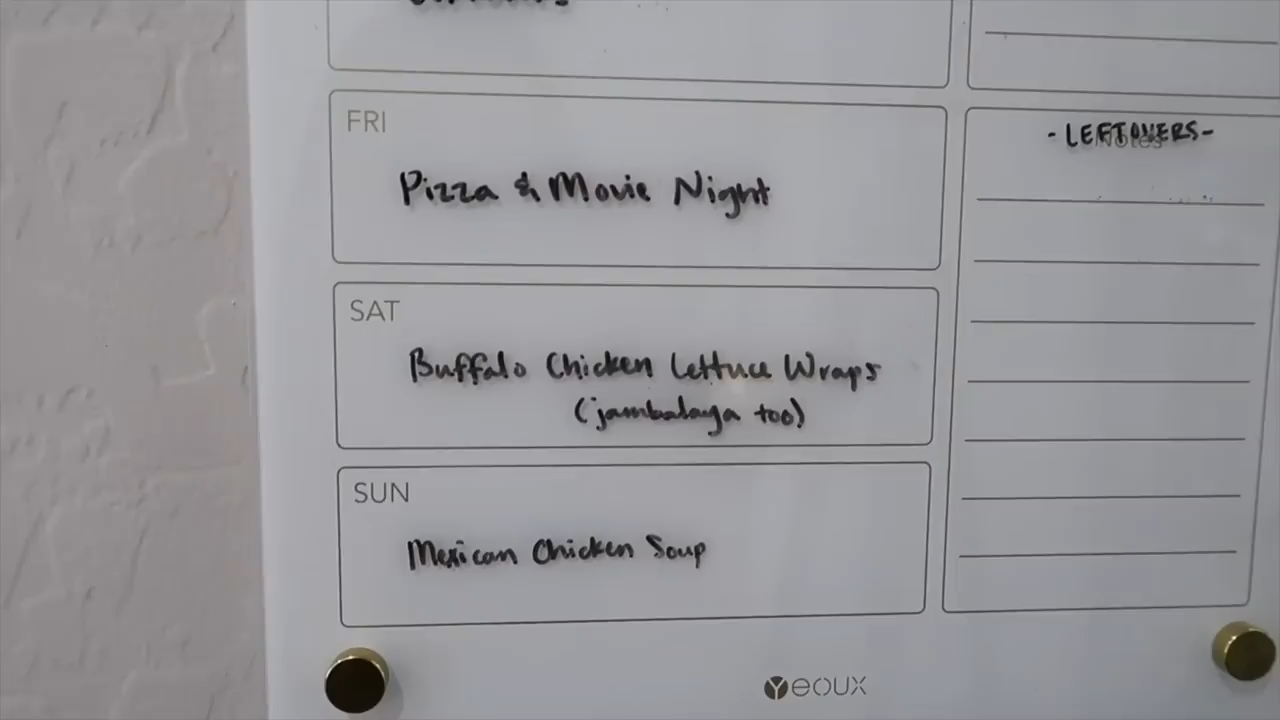 FRI
Pizza & Movie Night
SAT
Buffalo Chicken Lettuce Wraps
(jambalaya too)
SUN
Mexican Chicken Soup
-LEFTOVERS-
Notes
Yeoux